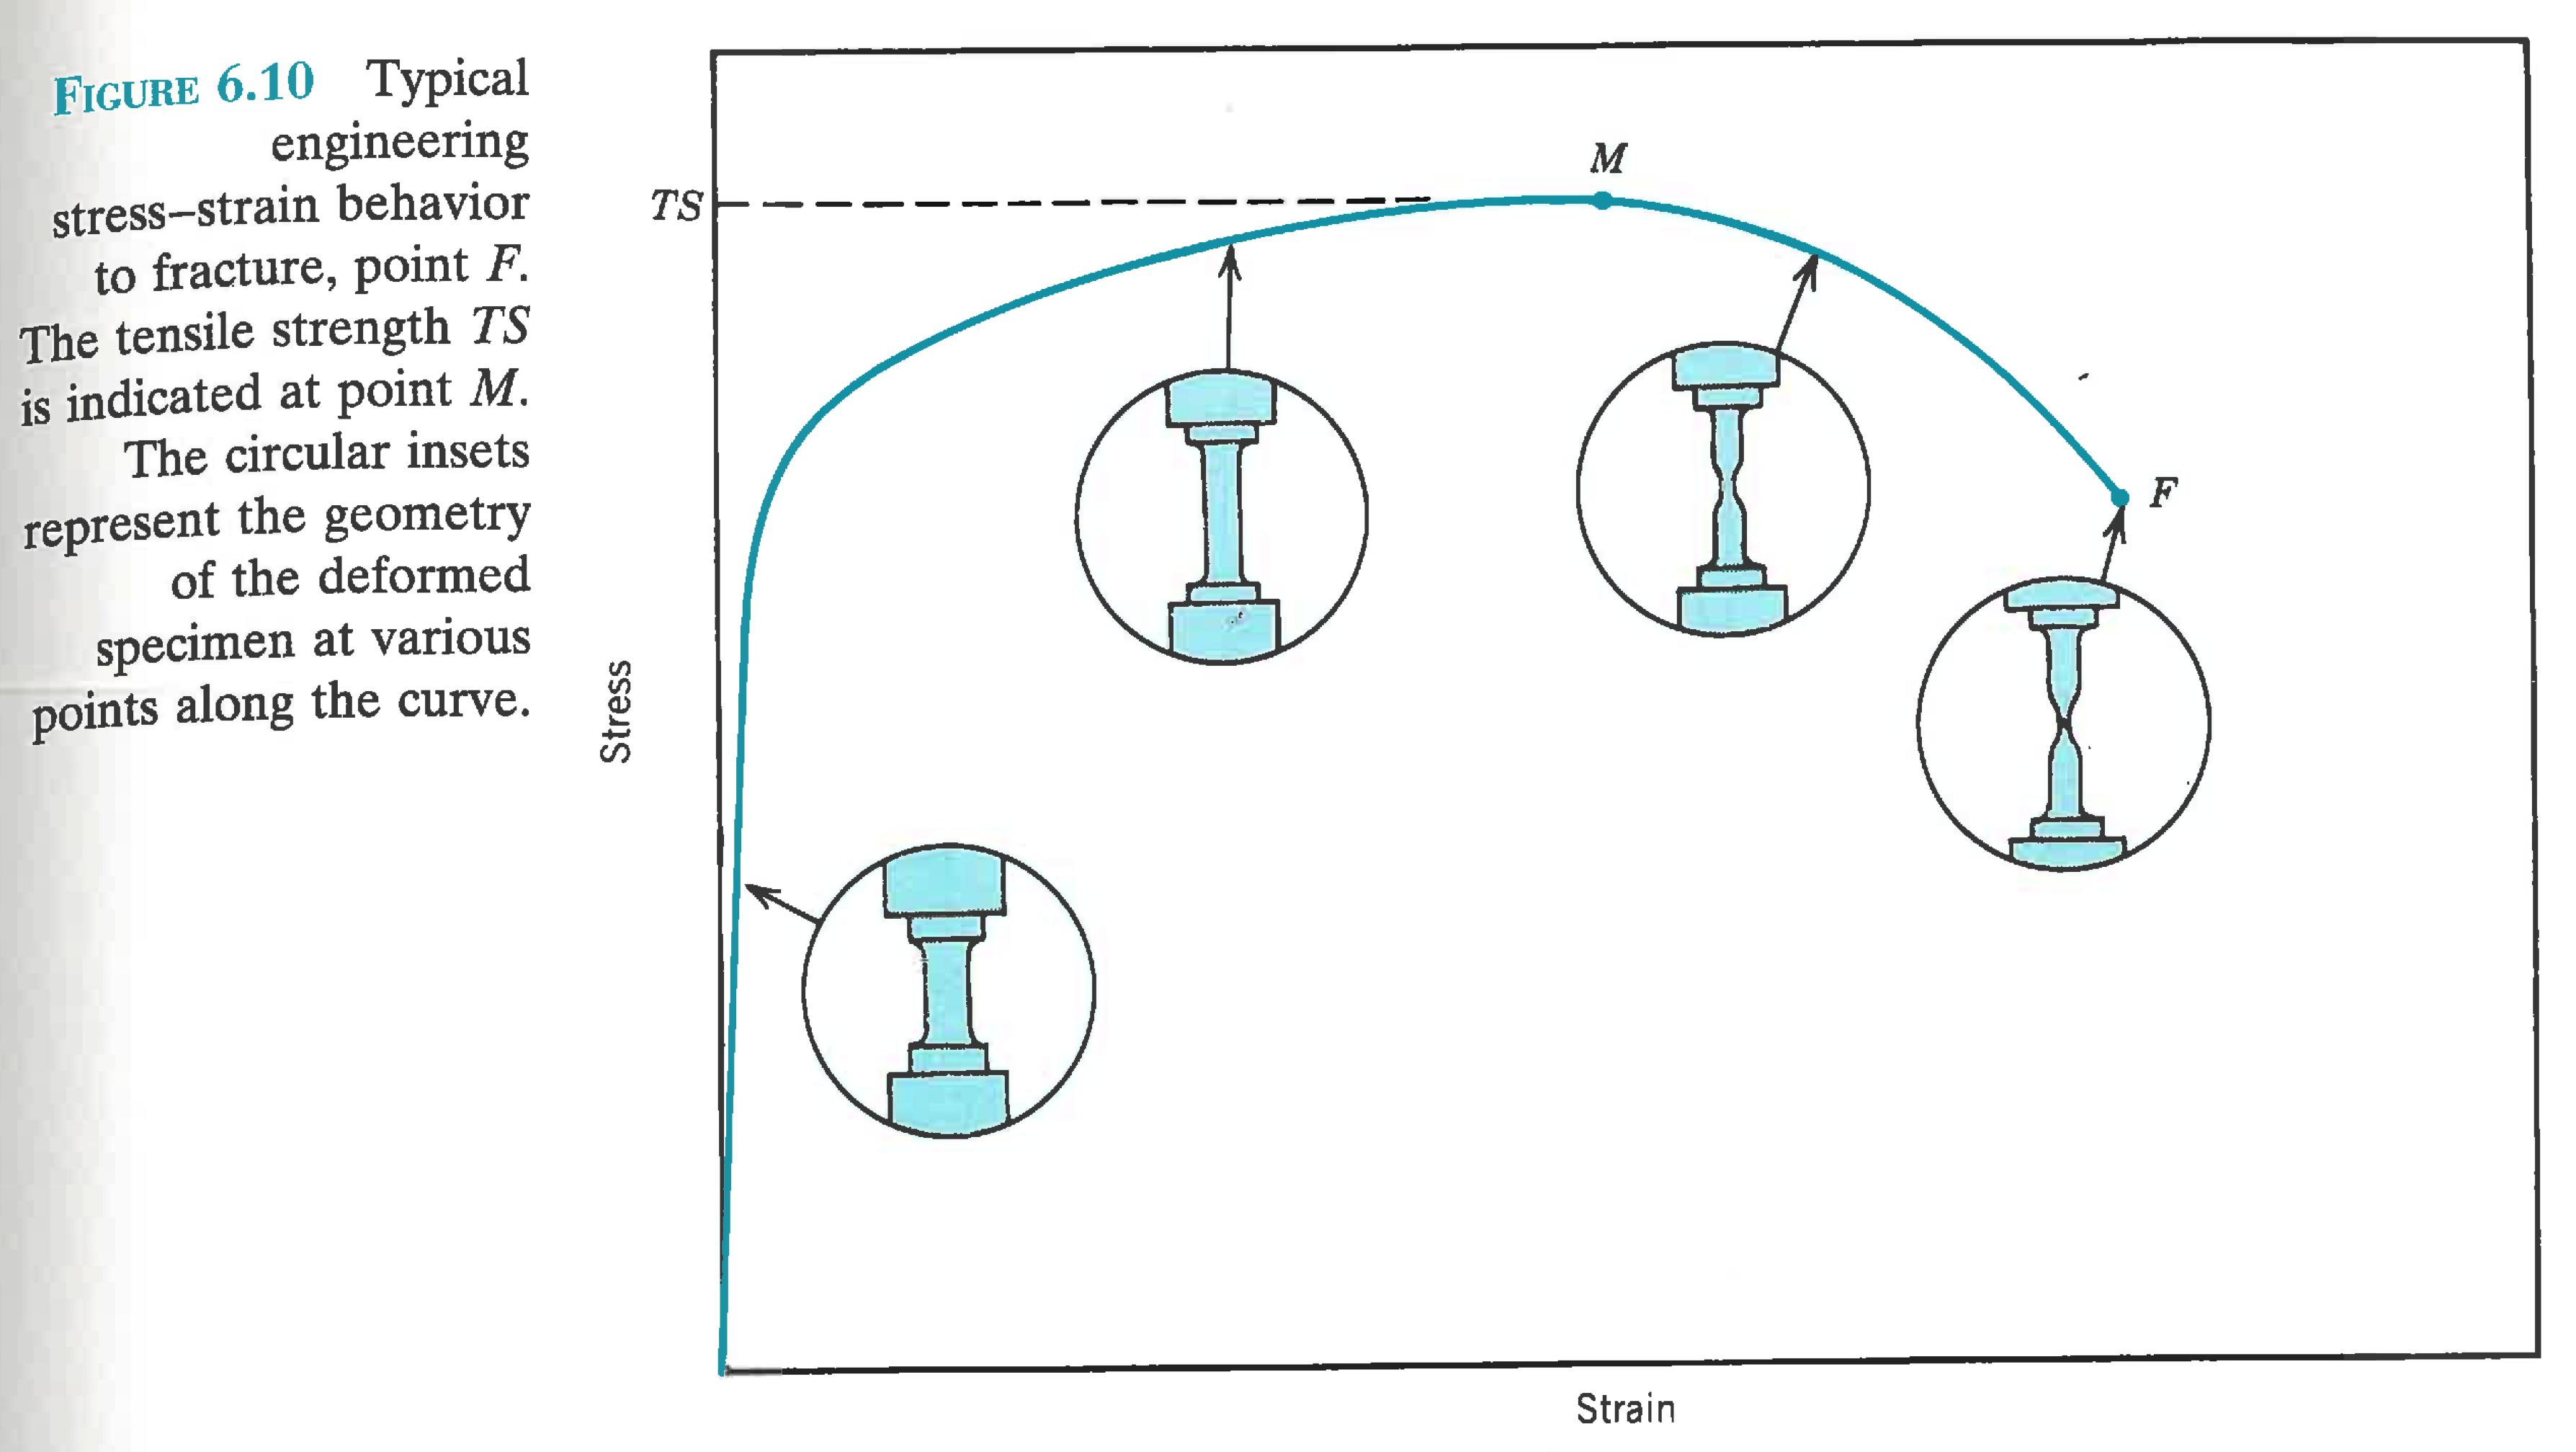 FIGURE 6.10 Typical
engineering
stress–strain behavior
to fracture, point F.
The tensile strength TS
is indicated at point M.
The circular insets
represent the geometry
of the deformed
specimen at various
points along the curve.
M
TS
F
Stress
Strain